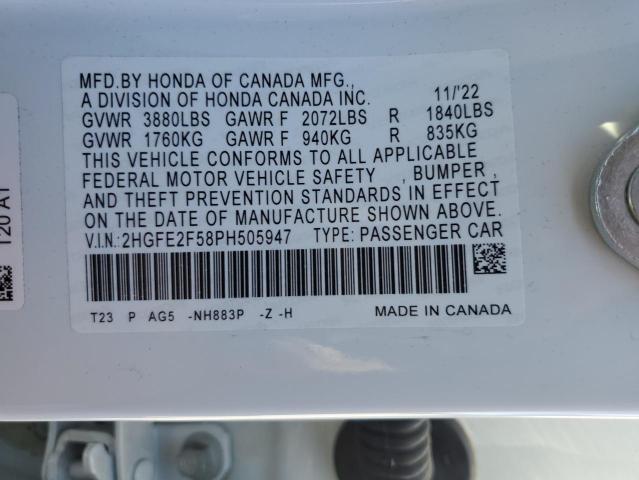 MFD.BY HONDA OF CANADA MFG.,
A DIVISION OF HONDA CANADA INC. 11/'22
GVWR 3880LBS GAWR F 2072LBS R 1840LBS
GVWR 1760KG GAWR F 940KG R 835KG
THIS VEHICLE CONFORMS TO ALL APPLICABLE
FEDERAL MOTOR VEHICLE SAFETY , BUMPER ,
AND THEFT PREVENTION STANDARDS IN EFFECT
ON THE DATE OF MANUFACTURE SHOWN ABOVE.
V.I.N.:2HGFE2F58PH505947 TYPE: PASSENGER CAR
T23 P AG5 -NH883P -Z -H MADE IN CANADA
T20 A1